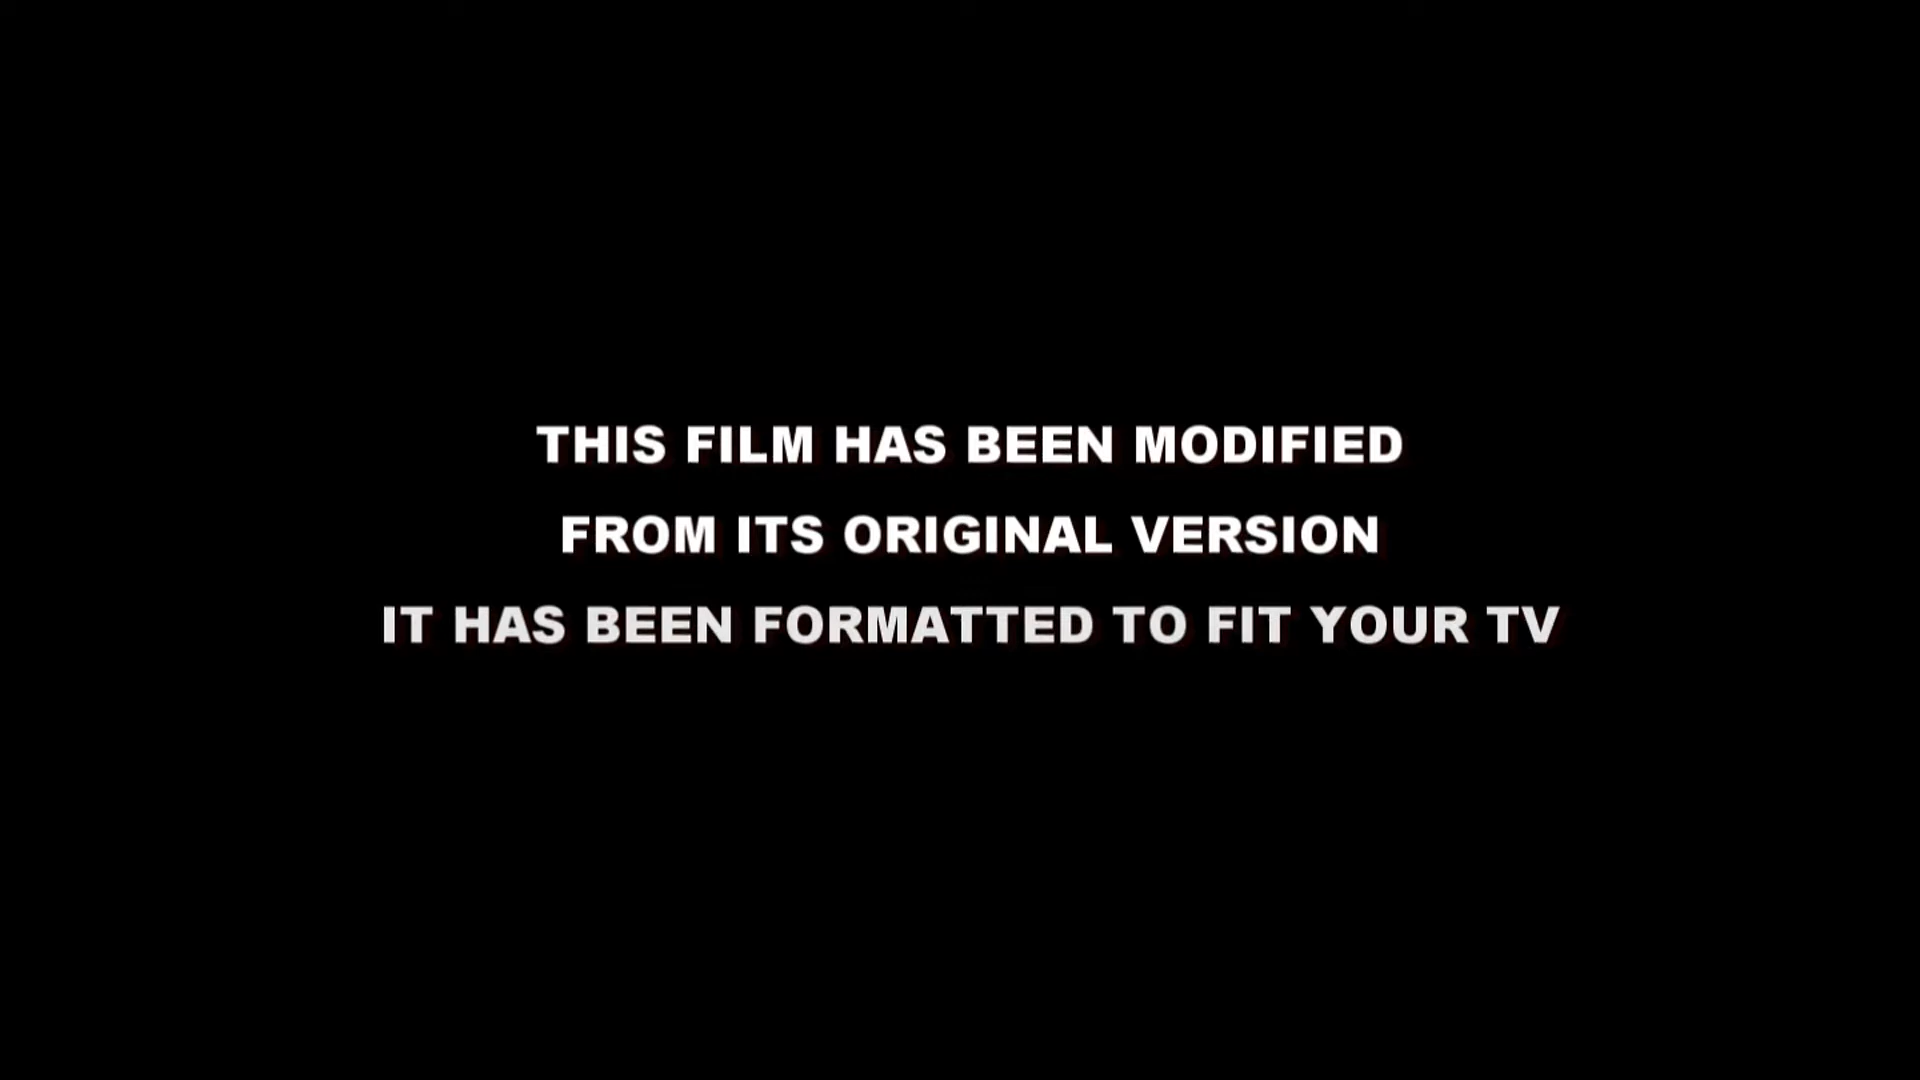 THIS FILM HAS BEEN MODIFIED
FROM ITS ORIGINAL VERSION
IT HAS BEEN FORMATTED TO FIT YOUR TV